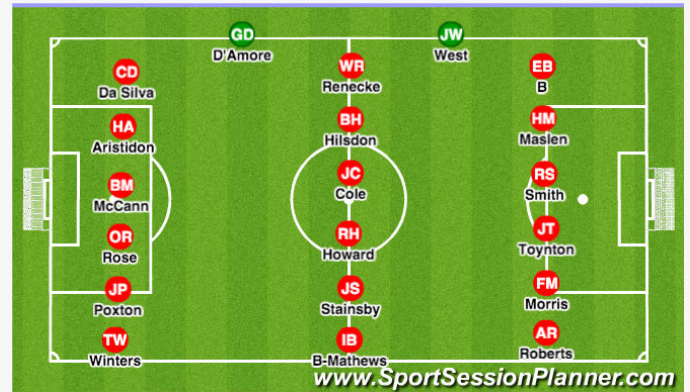 GD
D'Amore
JW
West
CD
Da Silva
WR
Renecke
EB
B
HA
Aristidon
BH
Hilsdon
HM
Maslen
BM
McCann
JC
Cole
RS
Smith
OR
Rose
RH
Howard
JT
Toynton
JP
Poxton
JS
Stainsby
FM
Morris
TW
Winters
IB
B-Mathews
AR
Roberts
www.SportSessionPlanner.com